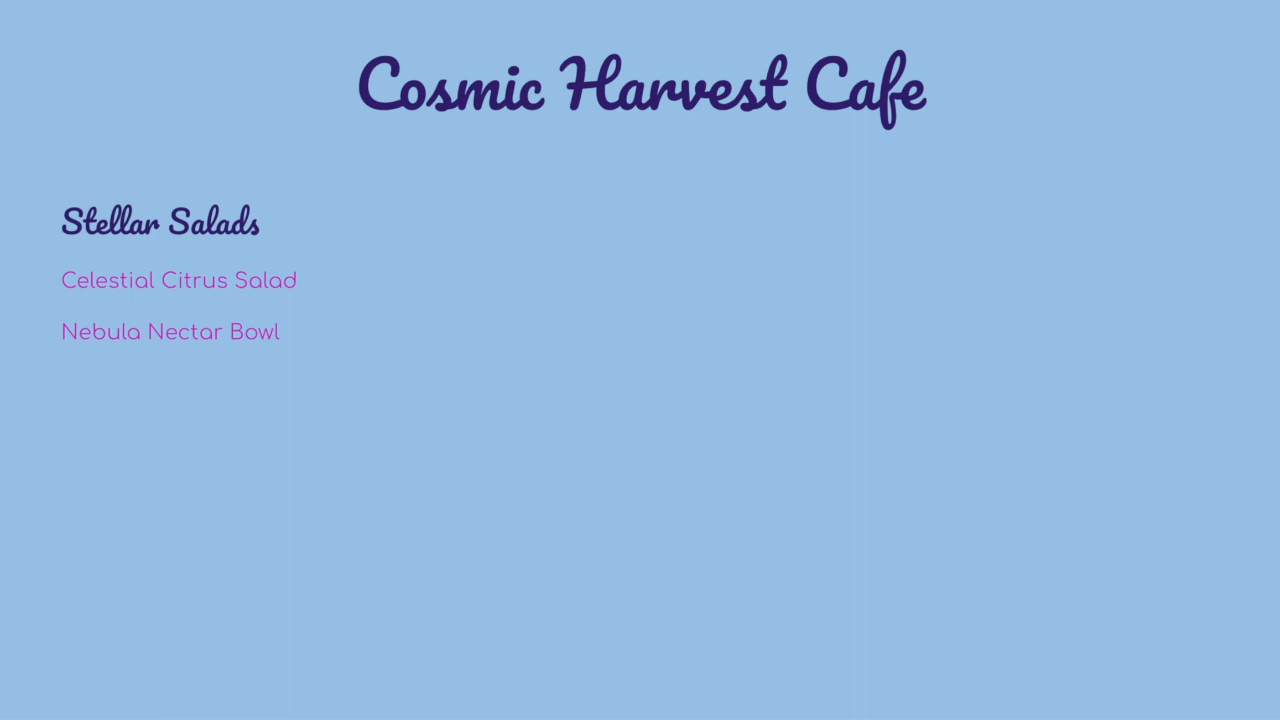 Cosmic Harvest Cafe
Stellar Salads
Celestial Citrus Salad
Nebula Nectar Bowl